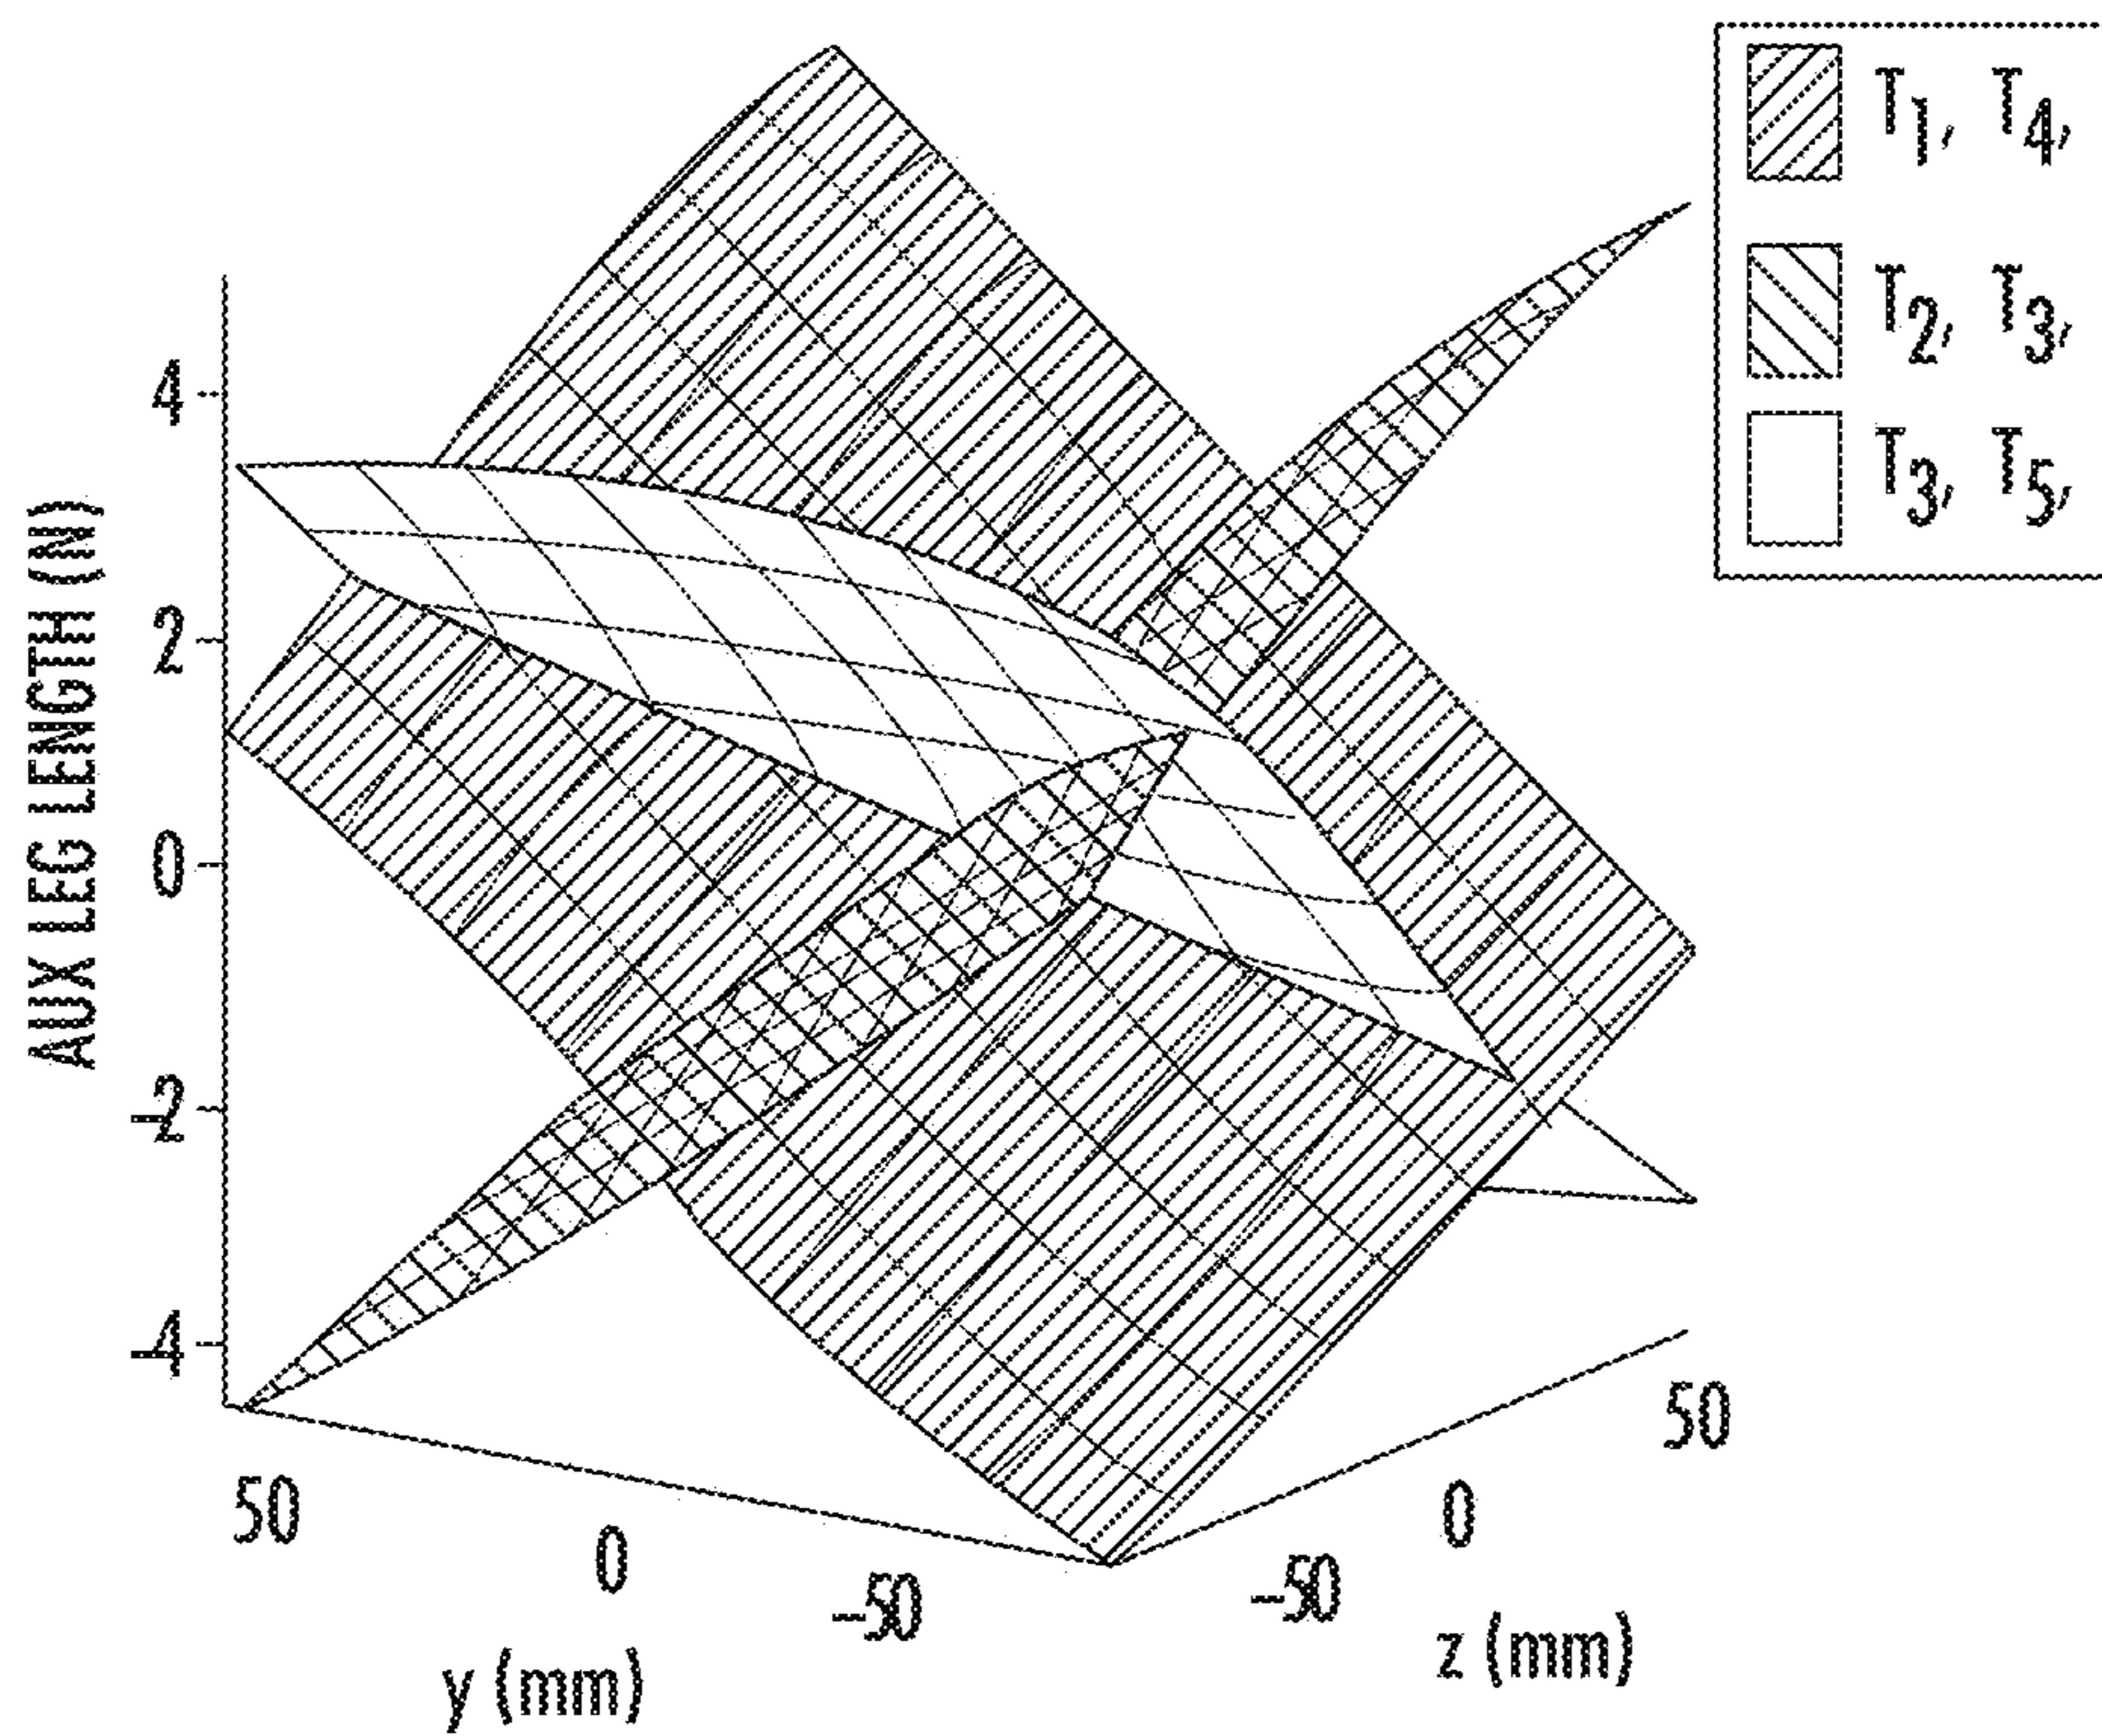 T1, T4,
T2, T3,
T3, T5,
AUX LEG LENGTH (N)
4
2
0
-2
-4
50
0
-50
y (mm)
-50
0
50
z (mm)